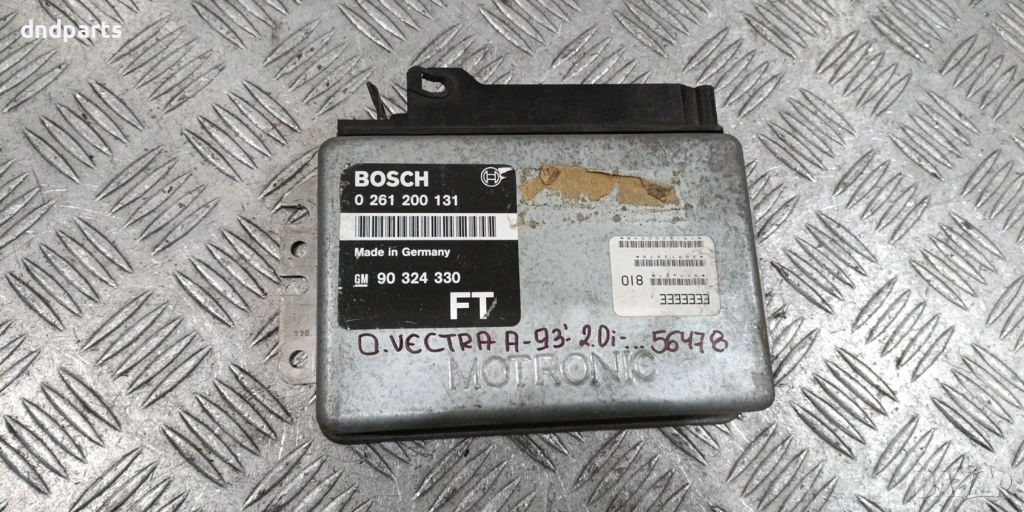 dndparts
BOSCH
0 261 200 131
Made in Germany
GM 90 324 330
FT
810
EEEEEEE
O.VECTRA A-93' 2.0i-...56478
MOTRONIC